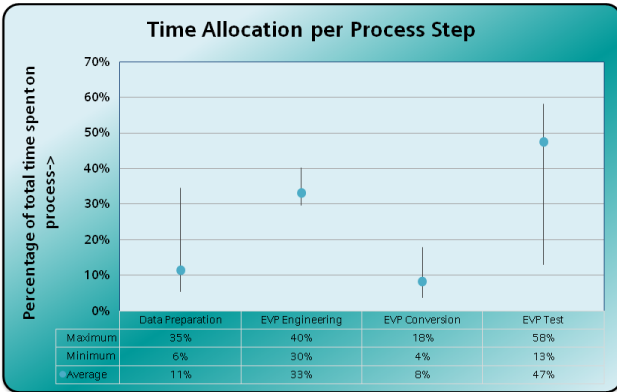 Time Allocation per Process Step
Percentage of total time spent on
process->
70%
60%
50%
40%
30%
20%
10%
0%
Data Preparation EVP Engineering EVP Conversion EVP Test
Maximum 35% 40% 18% 58%
Minimum 6% 30% 4% 13%
Average 11% 33% 8% 47%